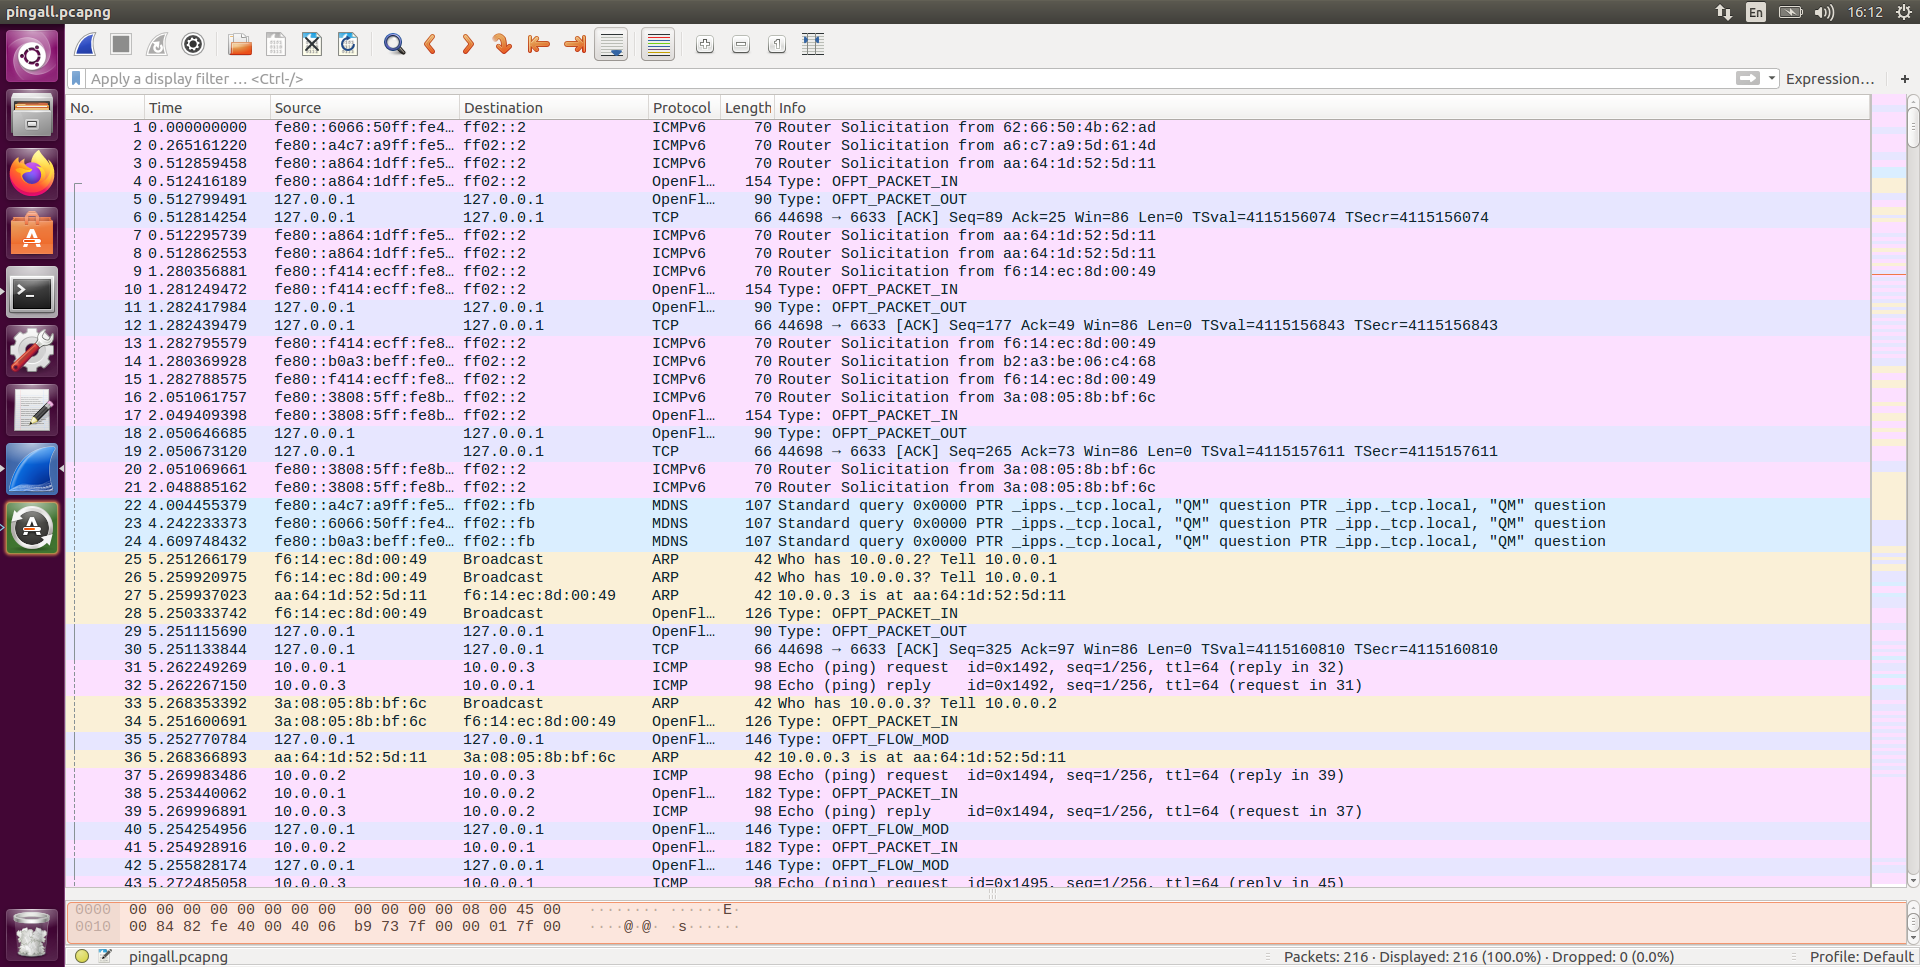 pingall.pcapng
En
16:12
Apply a display filter … <Ctrl-/>
Expression…
+
No. Time Source Destination Protocol Length Info
1 0.000000000 fe80::6066:50ff:fe4… ff02::2 ICMPv6 70 Router Solicitation from 62:66:50:4b:62:ad
2 0.265161220 fe80::a4c7:a9ff:fe5… ff02::2 ICMPv6 70 Router Solicitation from a6:c7:a9:5d:61:4d
3 0.512859458 fe80::a864:1dff:fe5… ff02::2 ICMPv6 70 Router Solicitation from aa:64:1d:52:5d:11
4 0.512416189 fe80::a864:1dff:fe5… ff02::2 OpenFl… 154 Type: OFPT_PACKET_IN
5 0.512799491 127.0.0.1 127.0.0.1 OpenFl… 90 Type: OFPT_PACKET_OUT
6 0.512814254 127.0.0.1 127.0.0.1 TCP 66 44698 → 6633 [ACK] Seq=89 Ack=25 Win=86 Len=0 TSval=4115156074 TSecr=4115156074
7 0.512295739 fe80::a864:1dff:fe5… ff02::2 ICMPv6 70 Router Solicitation from aa:64:1d:52:5d:11
8 0.512862553 fe80::a864:1dff:fe5… ff02::2 ICMPv6 70 Router Solicitation from aa:64:1d:52:5d:11
9 1.280356881 fe80::f414:ecff:fe8… ff02::2 ICMPv6 70 Router Solicitation from f6:14:ec:8d:00:49
10 1.281249472 fe80::f414:ecff:fe8… ff02::2 OpenFl… 154 Type: OFPT_PACKET_IN
11 1.282417984 127.0.0.1 127.0.0.1 OpenFl… 90 Type: OFPT_PACKET_OUT
12 1.282439479 127.0.0.1 127.0.0.1 TCP 66 44698 → 6633 [ACK] Seq=177 Ack=49 Win=86 Len=0 TSval=4115156843 TSecr=4115156843
13 1.282795579 fe80::f414:ecff:fe8… ff02::2 ICMPv6 70 Router Solicitation from f6:14:ec:8d:00:49
14 1.280369928 fe80::b0a3:beff:fe0… ff02::2 ICMPv6 70 Router Solicitation from b2:a3:be:06:c4:68
15 1.282788575 fe80::f414:ecff:fe8… ff02::2 ICMPv6 70 Router Solicitation from f6:14:ec:8d:00:49
16 2.051061757 fe80::3808:5ff:fe8b… ff02::2 ICMPv6 70 Router Solicitation from 3a:08:05:8b:bf:6c
17 2.049409398 fe80::3808:5ff:fe8b… ff02::2 OpenFl… 154 Type: OFPT_PACKET_IN
18 2.050646685 127.0.0.1 127.0.0.1 OpenFl… 90 Type: OFPT_PACKET_OUT
19 2.050673120 127.0.0.1 127.0.0.1 TCP 66 44698 → 6633 [ACK] Seq=265 Ack=73 Win=86 Len=0 TSval=4115157611 TSecr=4115157611
20 2.051069661 fe80::3808:5ff:fe8b… ff02::2 ICMPv6 70 Router Solicitation from 3a:08:05:8b:bf:6c
21 2.048885162 fe80::3808:5ff:fe8b… ff02::2 ICMPv6 70 Router Solicitation from 3a:08:05:8b:bf:6c
22 4.004455379 fe80::a4c7:a9ff:fe5… ff02::fb MDNS 107 Standard query 0x0000 PTR _ipps._tcp.local, "QM" question PTR _ipp._tcp.local, "QM" question
23 4.242233373 fe80::6066:50ff:fe4… ff02::fb MDNS 107 Standard query 0x0000 PTR _ipps._tcp.local, "QM" question PTR _ipp._tcp.local, "QM" question
24 4.609748432 fe80::b0a3:beff:fe0… ff02::fb MDNS 107 Standard query 0x0000 PTR _ipps._tcp.local, "QM" question PTR _ipp._tcp.local, "QM" question
25 5.251266179 f6:14:ec:8d:00:49 Broadcast ARP 42 Who has 10.0.0.2? Tell 10.0.0.1
26 5.259920975 f6:14:ec:8d:00:49 Broadcast ARP 42 Who has 10.0.0.3? Tell 10.0.0.1
27 5.259937023 aa:64:1d:52:5d:11 f6:14:ec:8d:00:49 ARP 42 10.0.0.3 is at aa:64:1d:52:5d:11
28 5.250333742 f6:14:ec:8d:00:49 Broadcast OpenFl… 126 Type: OFPT_PACKET_IN
29 5.251115690 127.0.0.1 127.0.0.1 OpenFl… 90 Type: OFPT_PACKET_OUT
30 5.251133844 127.0.0.1 127.0.0.1 TCP 66 44698 → 6633 [ACK] Seq=325 Ack=97 Win=86 Len=0 TSval=4115160810 TSecr=4115160810
31 5.262249269 10.0.0.1 10.0.0.3 ICMP 98 Echo (ping) request id=0x1492, seq=1/256, ttl=64 (reply in 32)
32 5.262267150 10.0.0.3 10.0.0.1 ICMP 98 Echo (ping) reply id=0x1492, seq=1/256, ttl=64 (request in 31)
33 5.268353392 3a:08:05:8b:bf:6c Broadcast ARP 42 Who has 10.0.0.3? Tell 10.0.0.2
34 5.251600691 3a:08:05:8b:bf:6c f6:14:ec:8d:00:49 OpenFl… 126 Type: OFPT_PACKET_IN
35 5.252770784 127.0.0.1 127.0.0.1 OpenFl… 146 Type: OFPT_FLOW_MOD
36 5.268366893 aa:64:1d:52:5d:11 3a:08:05:8b:bf:6c ARP 42 10.0.0.3 is at aa:64:1d:52:5d:11
37 5.269983486 10.0.0.2 10.0.0.3 ICMP 98 Echo (ping) request id=0x1494, seq=1/256, ttl=64 (reply in 39)
38 5.253440062 10.0.0.1 10.0.0.2 OpenFl… 182 Type: OFPT_PACKET_IN
39 5.269996891 10.0.0.3 10.0.0.2 ICMP 98 Echo (ping) reply id=0x1494, seq=1/256, ttl=64 (request in 37)
40 5.254254956 127.0.0.1 127.0.0.1 OpenFl… 146 Type: OFPT_FLOW_MOD
41 5.254928916 10.0.0.2 10.0.0.1 OpenFl… 182 Type: OFPT_PACKET_IN
42 5.255828174 127.0.0.1 127.0.0.1 OpenFl… 146 Type: OFPT_FLOW_MOD
43 5.272485058 10.0.0.3 10.0.0.1 ICMP 98 Echo (ping) request id=0x1495, seq=1/256, ttl=64 (reply in 45)
0000 00 00 00 00 00 00 00 00 00 00 00 00 08 00 45 00 ········ ······E·
0010 00 84 82 fe 40 00 40 06 b9 73 7f 00 00 01 7f 00 ····@·@· ·s······
pingall.pcapng
Packets: 216 · Displayed: 216 (100.0%) · Dropped: 0 (0.0%)
Profile: Default